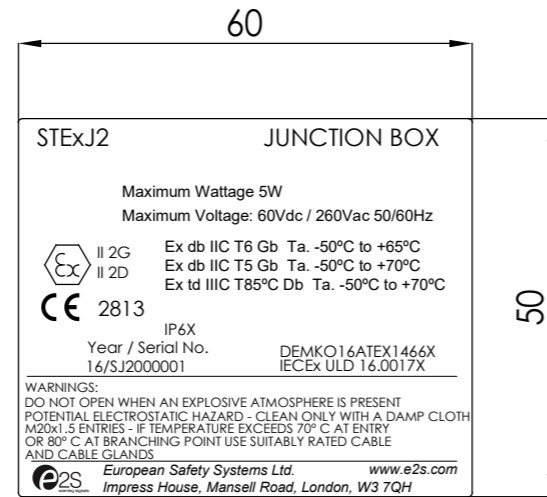 60
STExJ2 JUNCTION BOX
Maximum Wattage 5W
Maximum Voltage: 60Vdc / 260Vac 50/60Hz
II 2G Ex db IIC T6 Gb Ta. -50ºC to +65ºC
Ex II 2D Ex db IIC T5 Gb Ta. -50ºC to +70ºC
Ex td IIIC T85ºC Db Ta. -50ºC to +70ºC
CE 2813
IP6X
Year / Serial No. DEMKO16ATEX1466X
16/SJ2000001 IECEx ULD 16.0017X
50
WARNINGS:
DO NOT OPEN WHEN AN EXPLOSIVE ATMOSPHERE IS PRESENT
POTENTIAL ELECTROSTATIC HAZARD - CLEAN ONLY WITH A DAMP CLOTH
M20x1.5 ENTRIES - IF TEMPERATURE EXCEEDS 70º C AT ENTRY
OR 80º C AT BRANCHING POINT USE SUITABLY RATED CABLE
AND CABLE GLANDS
e2S European Safety Systems Ltd. www.e2s.com
warning signals Impress House, Mansell Road, London, W3 7QH